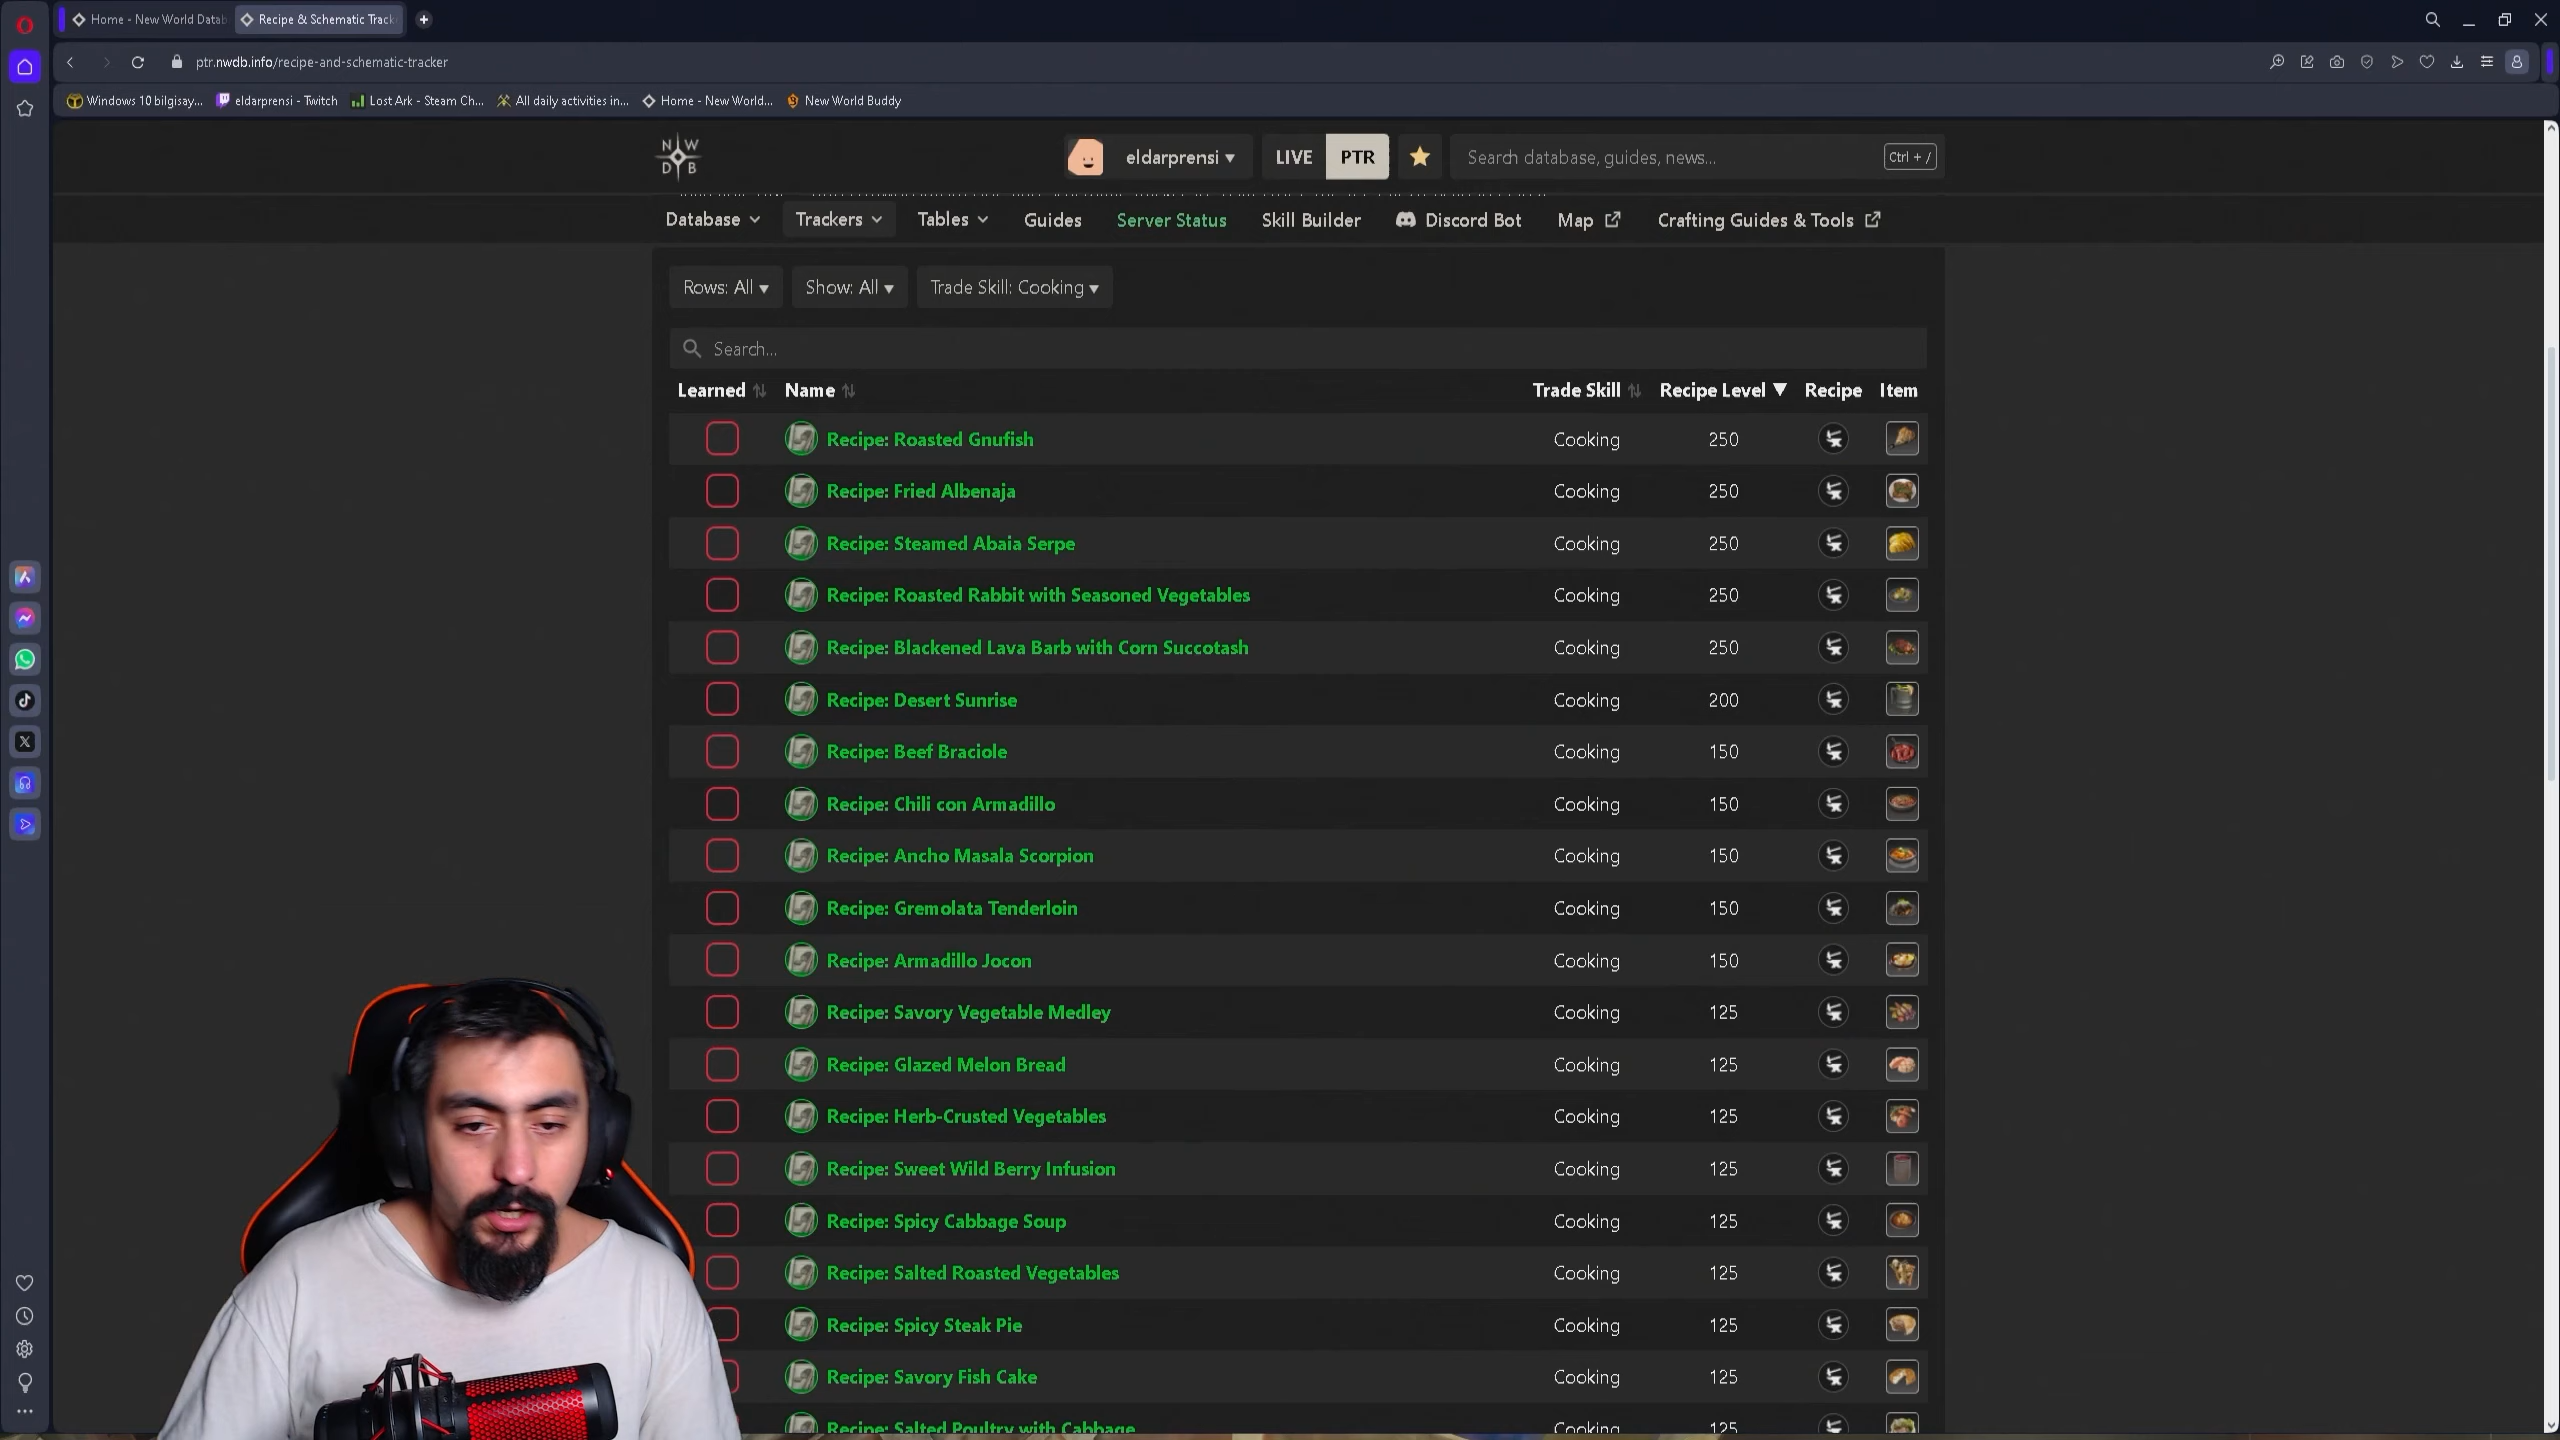 Home - New World Datab
Recipe & Schematic Track
ptr.nwdb.info/recipe-and-schematic-tracker
Windows 10 bilgisay...
eldarprensi - Twitch
Lost Ark - Steam Ch...
All daily activities in...
Home - New World...
New World Buddy
N W
D B
eldarprensi
LIVE
PTR
Search database, guides, news...
Ctrl + /
Database
Trackers
Tables
Guides
Server Status
Skill Builder
Discord Bot
Map
Crafting Guides & Tools
Rows: All
Show: All
Trade Skill: Cooking
Search...
Learned Name Trade Skill Recipe Level Recipe Item
Recipe: Roasted Gnufish Cooking 250
Recipe: Fried Albenaja Cooking 250
Recipe: Steamed Abaia Serpe Cooking 250
Recipe: Roasted Rabbit with Seasoned Vegetables Cooking 250
Recipe: Blackened Lava Barb with Corn Succotash Cooking 250
Recipe: Desert Sunrise Cooking 200
Recipe: Beef Braciole Cooking 150
Recipe: Chili con Armadillo Cooking 150
Recipe: Ancho Masala Scorpion Cooking 150
Recipe: Gremolata Tenderloin Cooking 150
Recipe: Armadillo Jocon Cooking 150
Recipe: Savory Vegetable Medley Cooking 125
Recipe: Glazed Melon Bread Cooking 125
Recipe: Herb-Crusted Vegetables Cooking 125
Recipe: Sweet Wild Berry Infusion Cooking 125
Recipe: Spicy Cabbage Soup Cooking 125
Recipe: Salted Roasted Vegetables Cooking 125
Recipe: Spicy Steak Pie Cooking 125
Recipe: Savory Fish Cake Cooking 125
Recipe: Salted Poultry with Cabbage Cooking 125